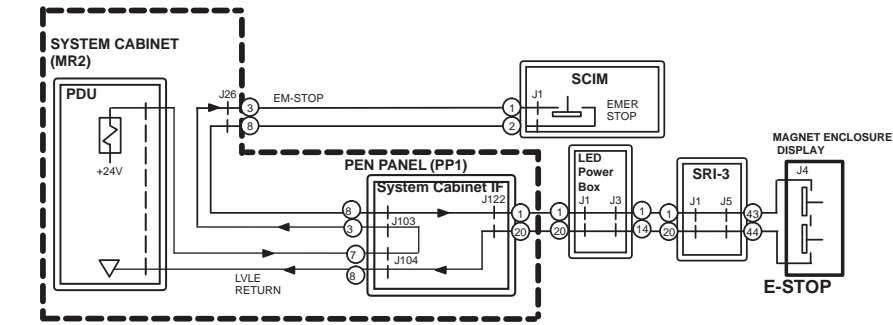 SYSTEM CABINET
(MR2)
PDU
+24V
J26
3
EM-STOP
8
SCIM
1
J1
EMER
STOP
2
PEN PANEL (PP1)
System Cabinet IF
J122
8
J103
3
7
J104
8
LVLE
RETURN
1
20
LED
Power
Box
1
J1
J3
1
20
14
SRI-3
1
J1
J5
43
20
44
MAGNET ENCLOSURE
DISPLAY
J4
E-STOP